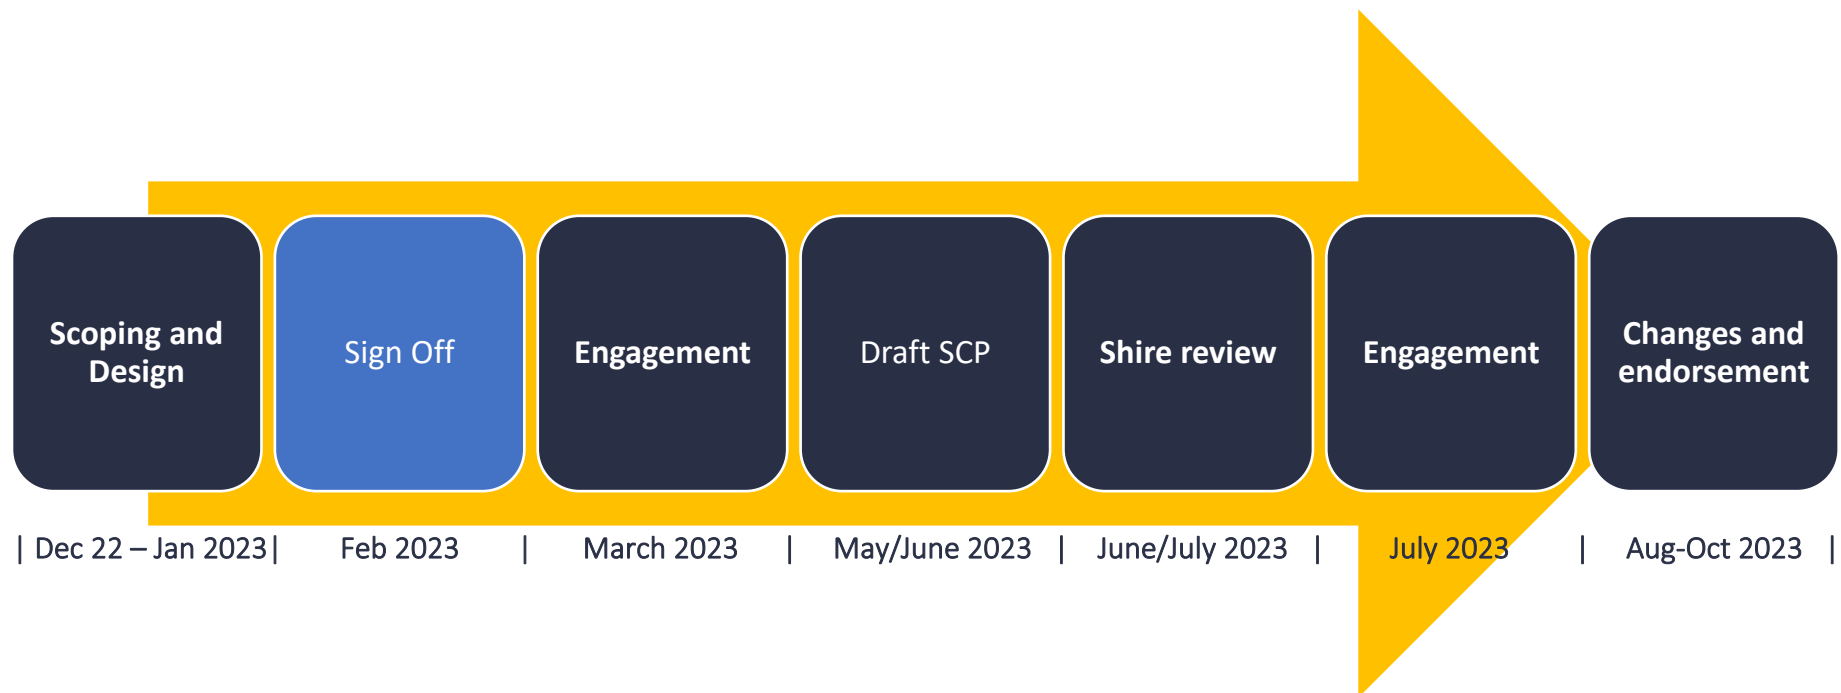 Scoping and
Design
Sign Off
Engagement
Draft SCP
Shire review
Engagement
Changes and
endorsement
| Dec 22 – Jan 2023| Feb 2023 | March 2023 | May/June 2023 | June/July 2023 | July 2023 | Aug-Oct 2023 |